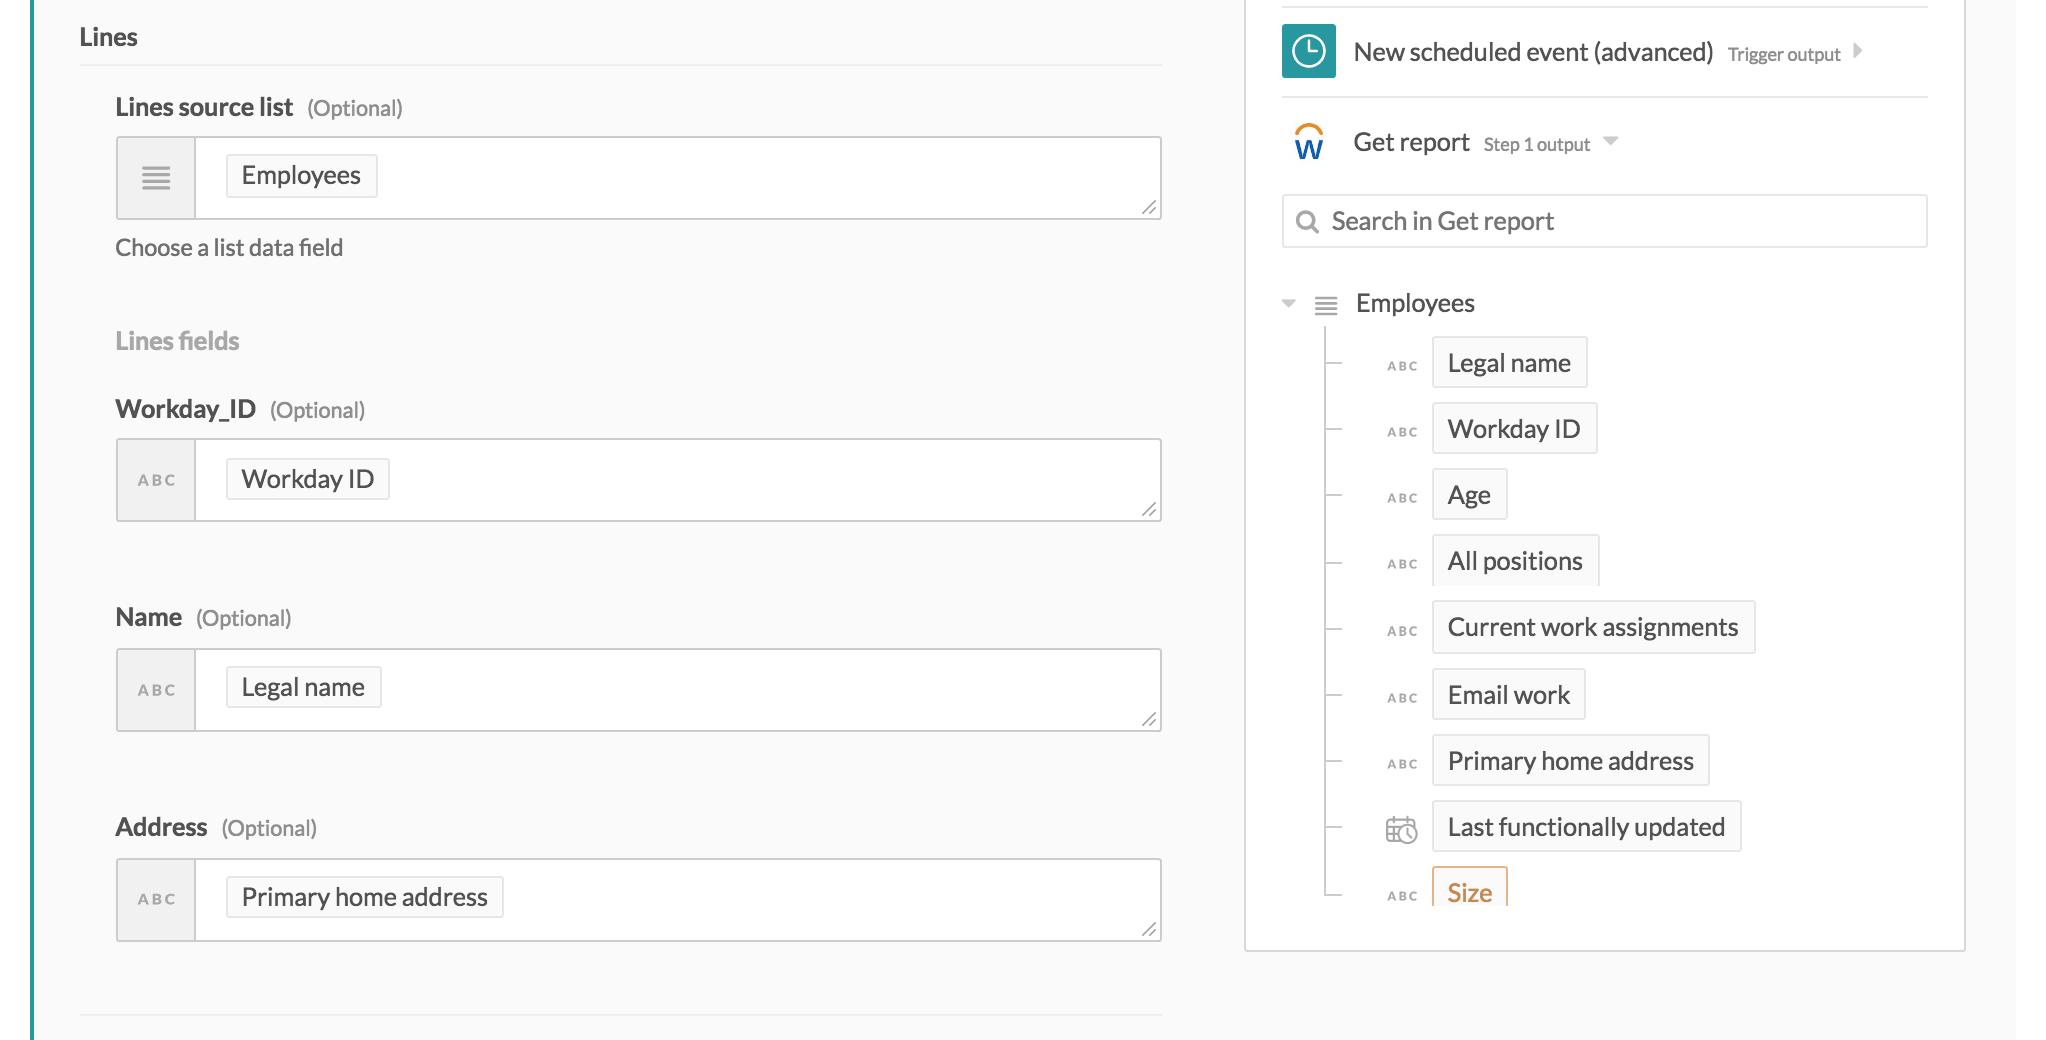 Lines
Lines source list (Optional)
Employees
Choose a list data field
Lines fields
Workday_ID (Optional)
ABC Workday ID
Name (Optional)
ABC Legal name
Address (Optional)
ABC Primary home address
New scheduled event (advanced) Trigger output
W Get report Step 1 output
Search in Get report
Employees
ABC Legal name
ABC Workday ID
ABC Age
ABC All positions
ABC Current work assignments
ABC Email work
ABC Primary home address
Last functionally updated
ABC Size